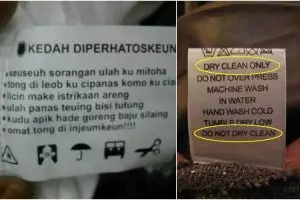 KEDAH DIPERHATOSKEUN
•keuseuh sorangan ulah ku mitoha
•tong di leob ku cipanas komo ku cian
•licin make istrikaan areng
•ulah panas teuing bisi tutung
•kudu apik hade goreng baju silaing
•omat tong di injeumkeun!!!!
DRY CLEAN ONLY
DO NOT OVER PRESS
MACHINE WASH
IN WATER
HAND WASH COLD
TUMBLE DRY LOW
DO NOT DRY CLEAN